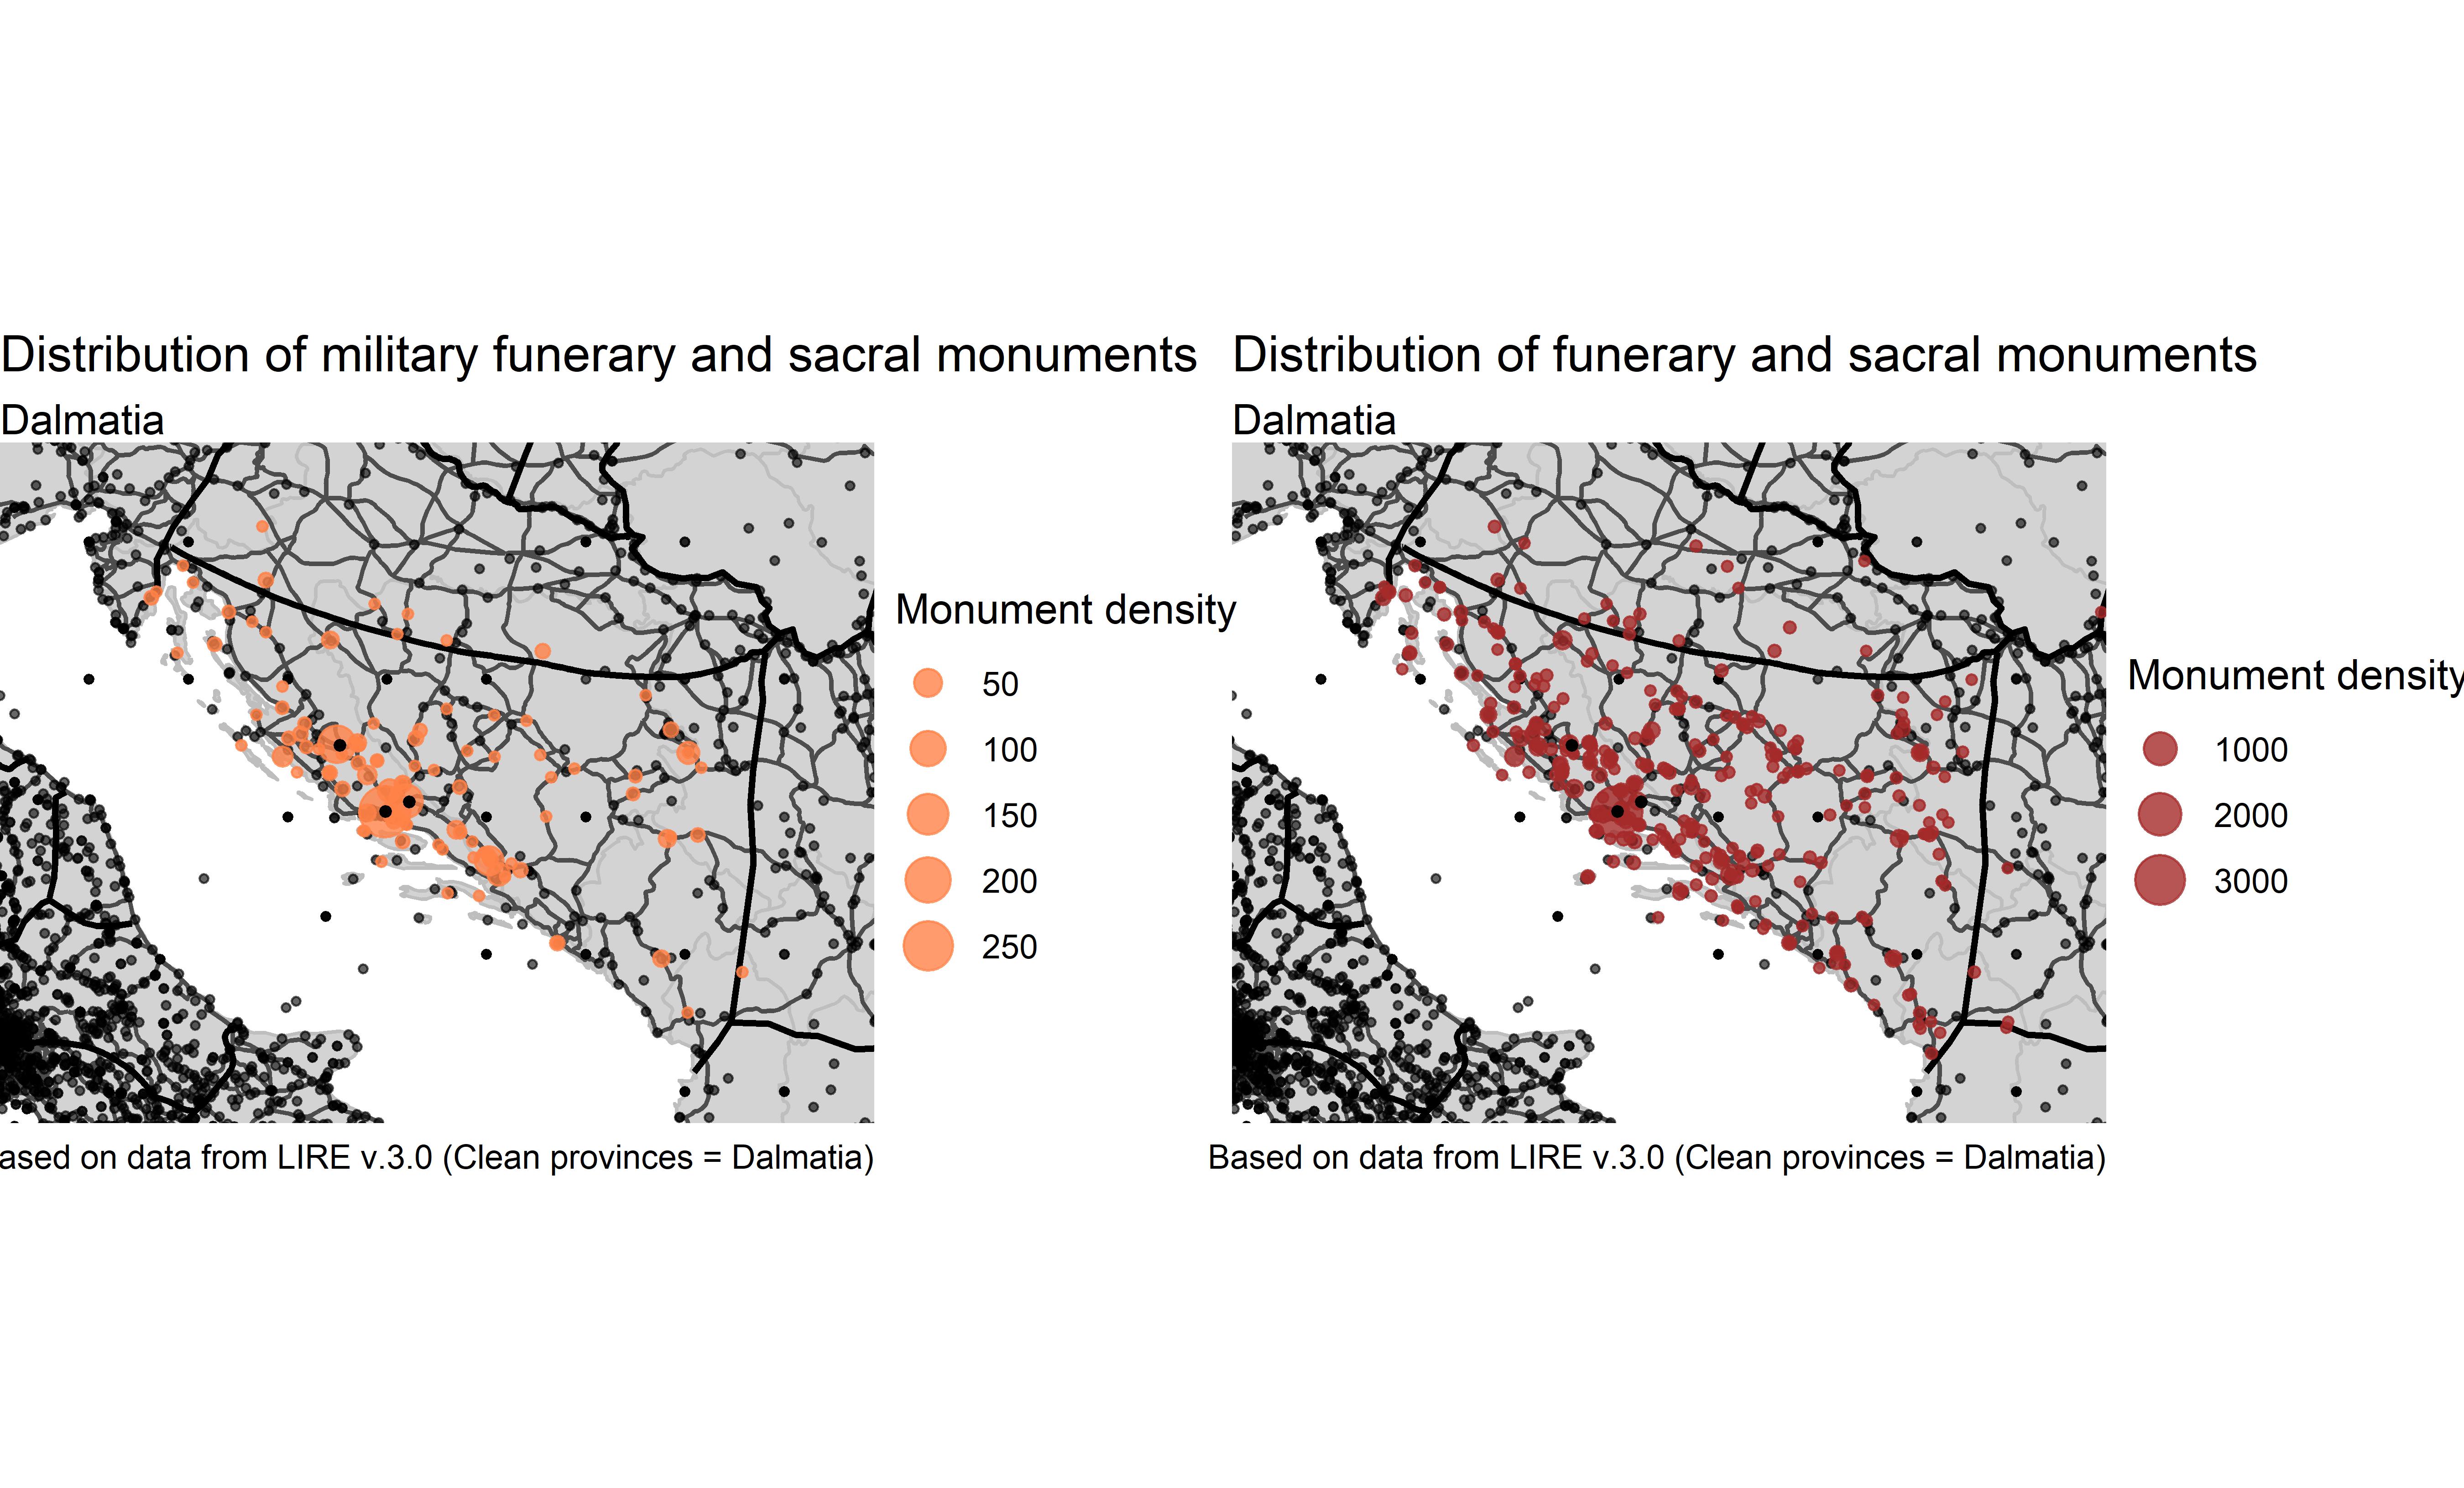 Distribution of military funerary and sacral monuments
Dalmatia
Monument density
50
100
150
200
250
ased on data from LIRE v.3.0 (Clean provinces = Dalmatia)
Distribution of funerary and sacral monuments
Dalmatia
Monument density
1000
2000
3000
Based on data from LIRE v.3.0 (Clean provinces = Dalmatia)